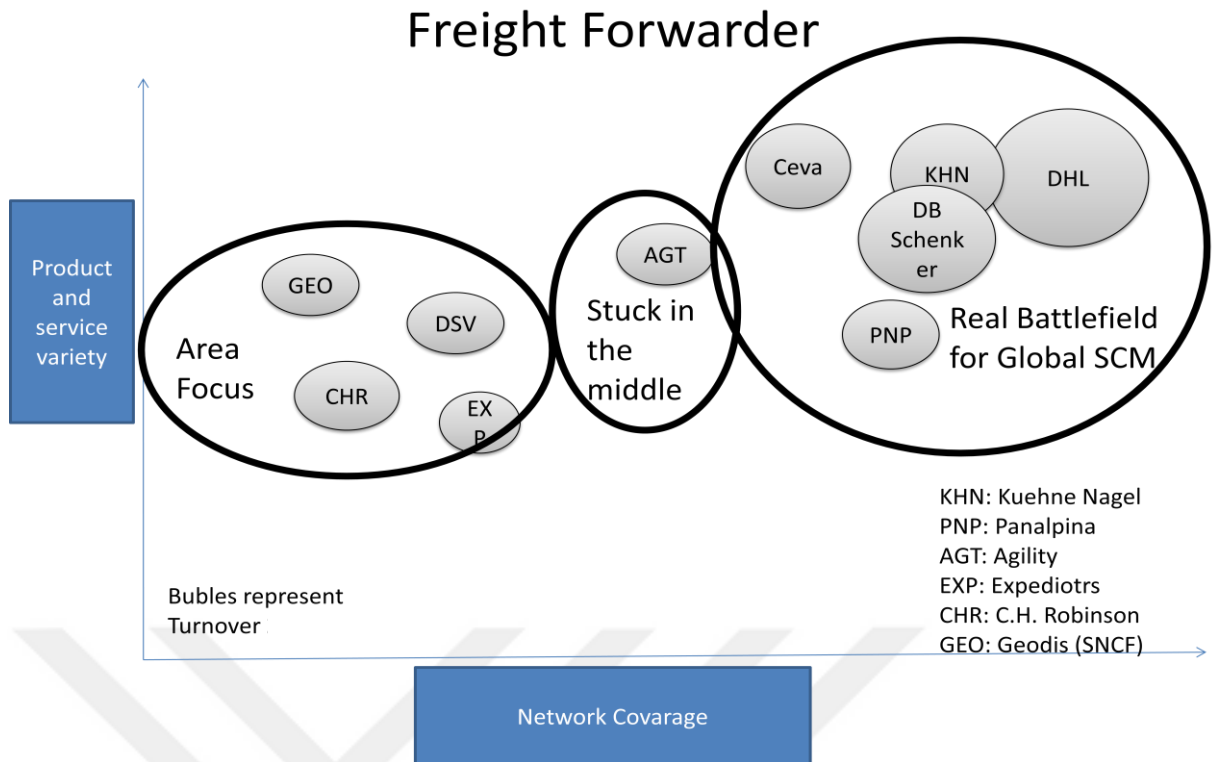 Freight Forwarder
Product
and
service
variety
Ceva
KHN
DHL
DB
Schenk
er
PNP
Real Battlefield
for Global SCM
AGT
Stuck in
the
middle
GEO
DSV
Area
Focus
CHR
EX
P
KHN: Kuehne Nagel
PNP: Panalpina
AGT: Agility
EXP: Expediotrs
CHR: C.H. Robinson
GEO: Geodis (SNCF)
Bubles represent
Turnover
Network Covarage